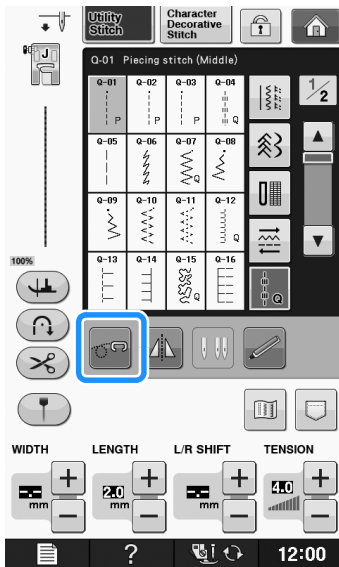 Utility
Stitch
Character
Decorative
Stitch
J
Q-01 Piecing stitch (Middle)
1/2
Q-01 Q-02 Q-03 Q-04
P P P Q
Q-05 Q-06 Q-07 Q-08
Q
Q-09 Q-10 Q-11 Q-12
Q
100%
Q-13 Q-14 Q-15 Q-16
Q
Q
WIDTH LENGTH L/R SHIFT TENSION
-.- + 2.0 + -.- + 4.0 +
mm − mm − mm − −
? 12:00